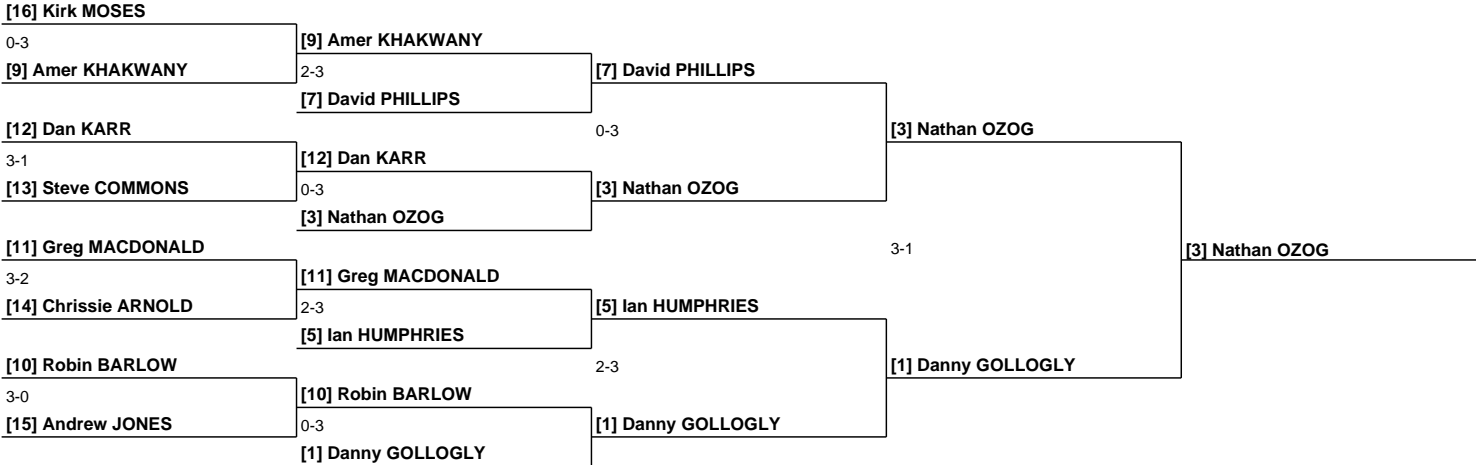 [16] Kirk MOSES
0-3
[9] Amer KHAKWANY
[9] Amer KHAKWANY
2-3
[7] David PHILLIPS
[7] David PHILLIPS
[12] Dan KARR
0-3
[3] Nathan OZOG
3-1
[12] Dan KARR
[13] Steve COMMONS
0-3
[3] Nathan OZOG
[3] Nathan OZOG
[11] Greg MACDONALD
3-1
[3] Nathan OZOG
3-2
[11] Greg MACDONALD
[14] Chrissie ARNOLD
2-3
[5] Ian HUMPHRIES
[5] Ian HUMPHRIES
[10] Robin BARLOW
2-3
[1] Danny GOLLOGLY
3-0
[10] Robin BARLOW
[15] Andrew JONES
0-3
[1] Danny GOLLOGLY
[1] Danny GOLLOGLY